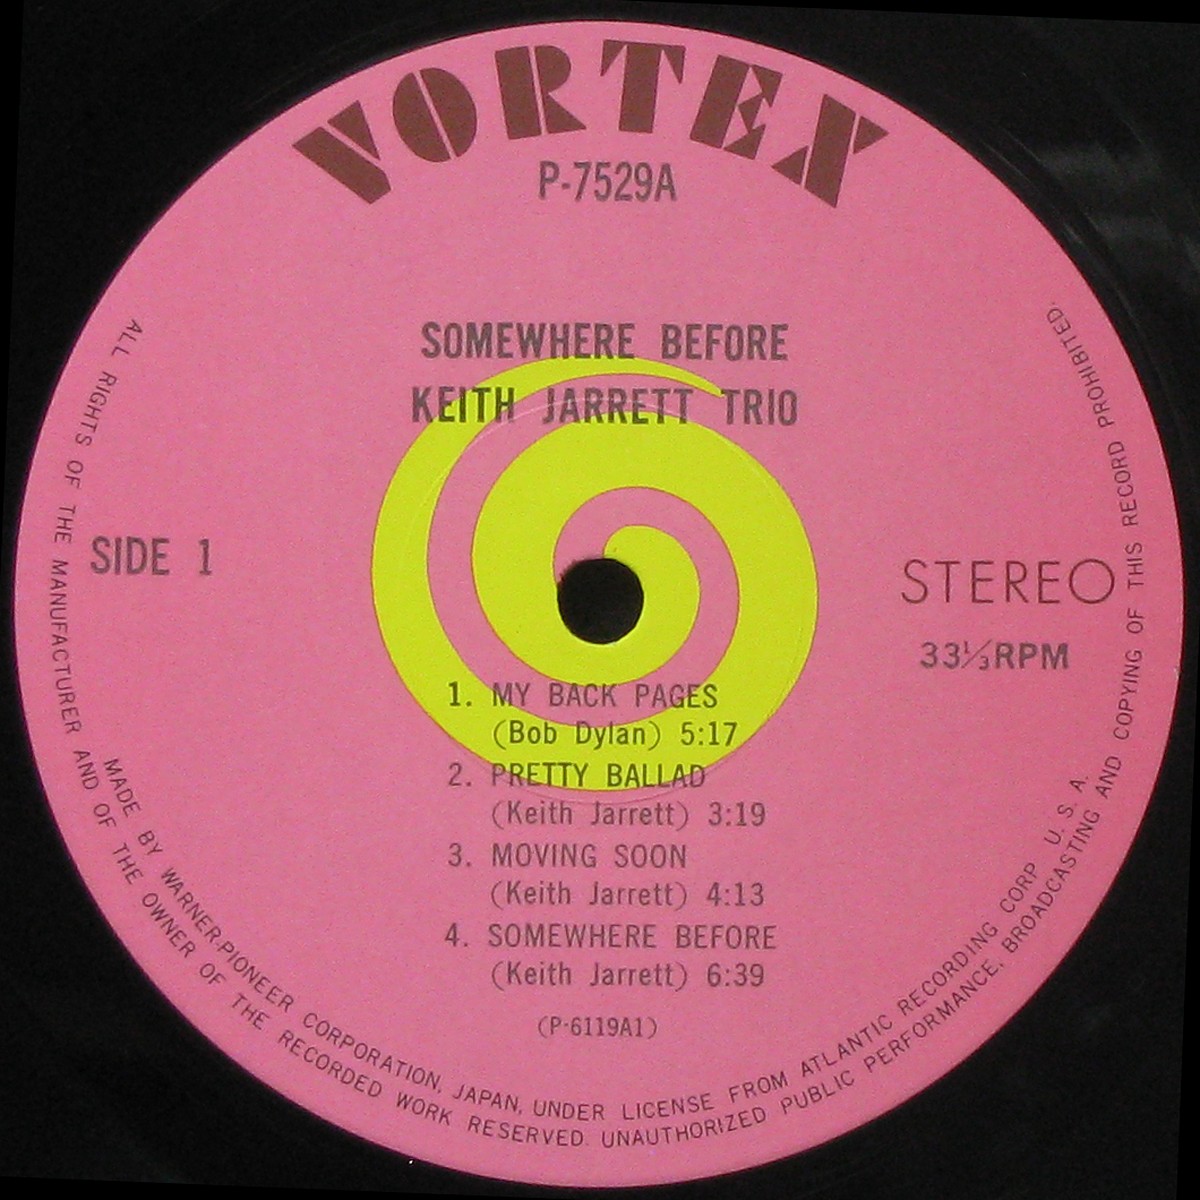 VORTEX
P-7529A
SOMEWHERE BEFORE
KEITH JARRETT TRIO
SIDE 1
STEREO
33⅓RPM
1. MY BACK PAGES
(Bob Dylan) 5:17
2. PRETTY BALLAD
(Keith Jarrett) 3:19
3. MOVING SOON
(Keith Jarrett) 4:13
4. SOMEWHERE BEFORE
(Keith Jarrett) 6:39
(P-6119A1)
MADE BY WARNER-PIONEER CORPORATION, JAPAN, UNDER LICENSE FROM ATLANTIC RECORDING CORP. U. S. A.
ALL RIGHTS OF THE MANUFACTURER AND OF THE OWNER OF THE RECORDED WORK RESERVED. UNAUTHORIZED PUBLIC PERFORMANCE. BROADCASTING AND COPYING OF THIS RECORD PROHIBITED.